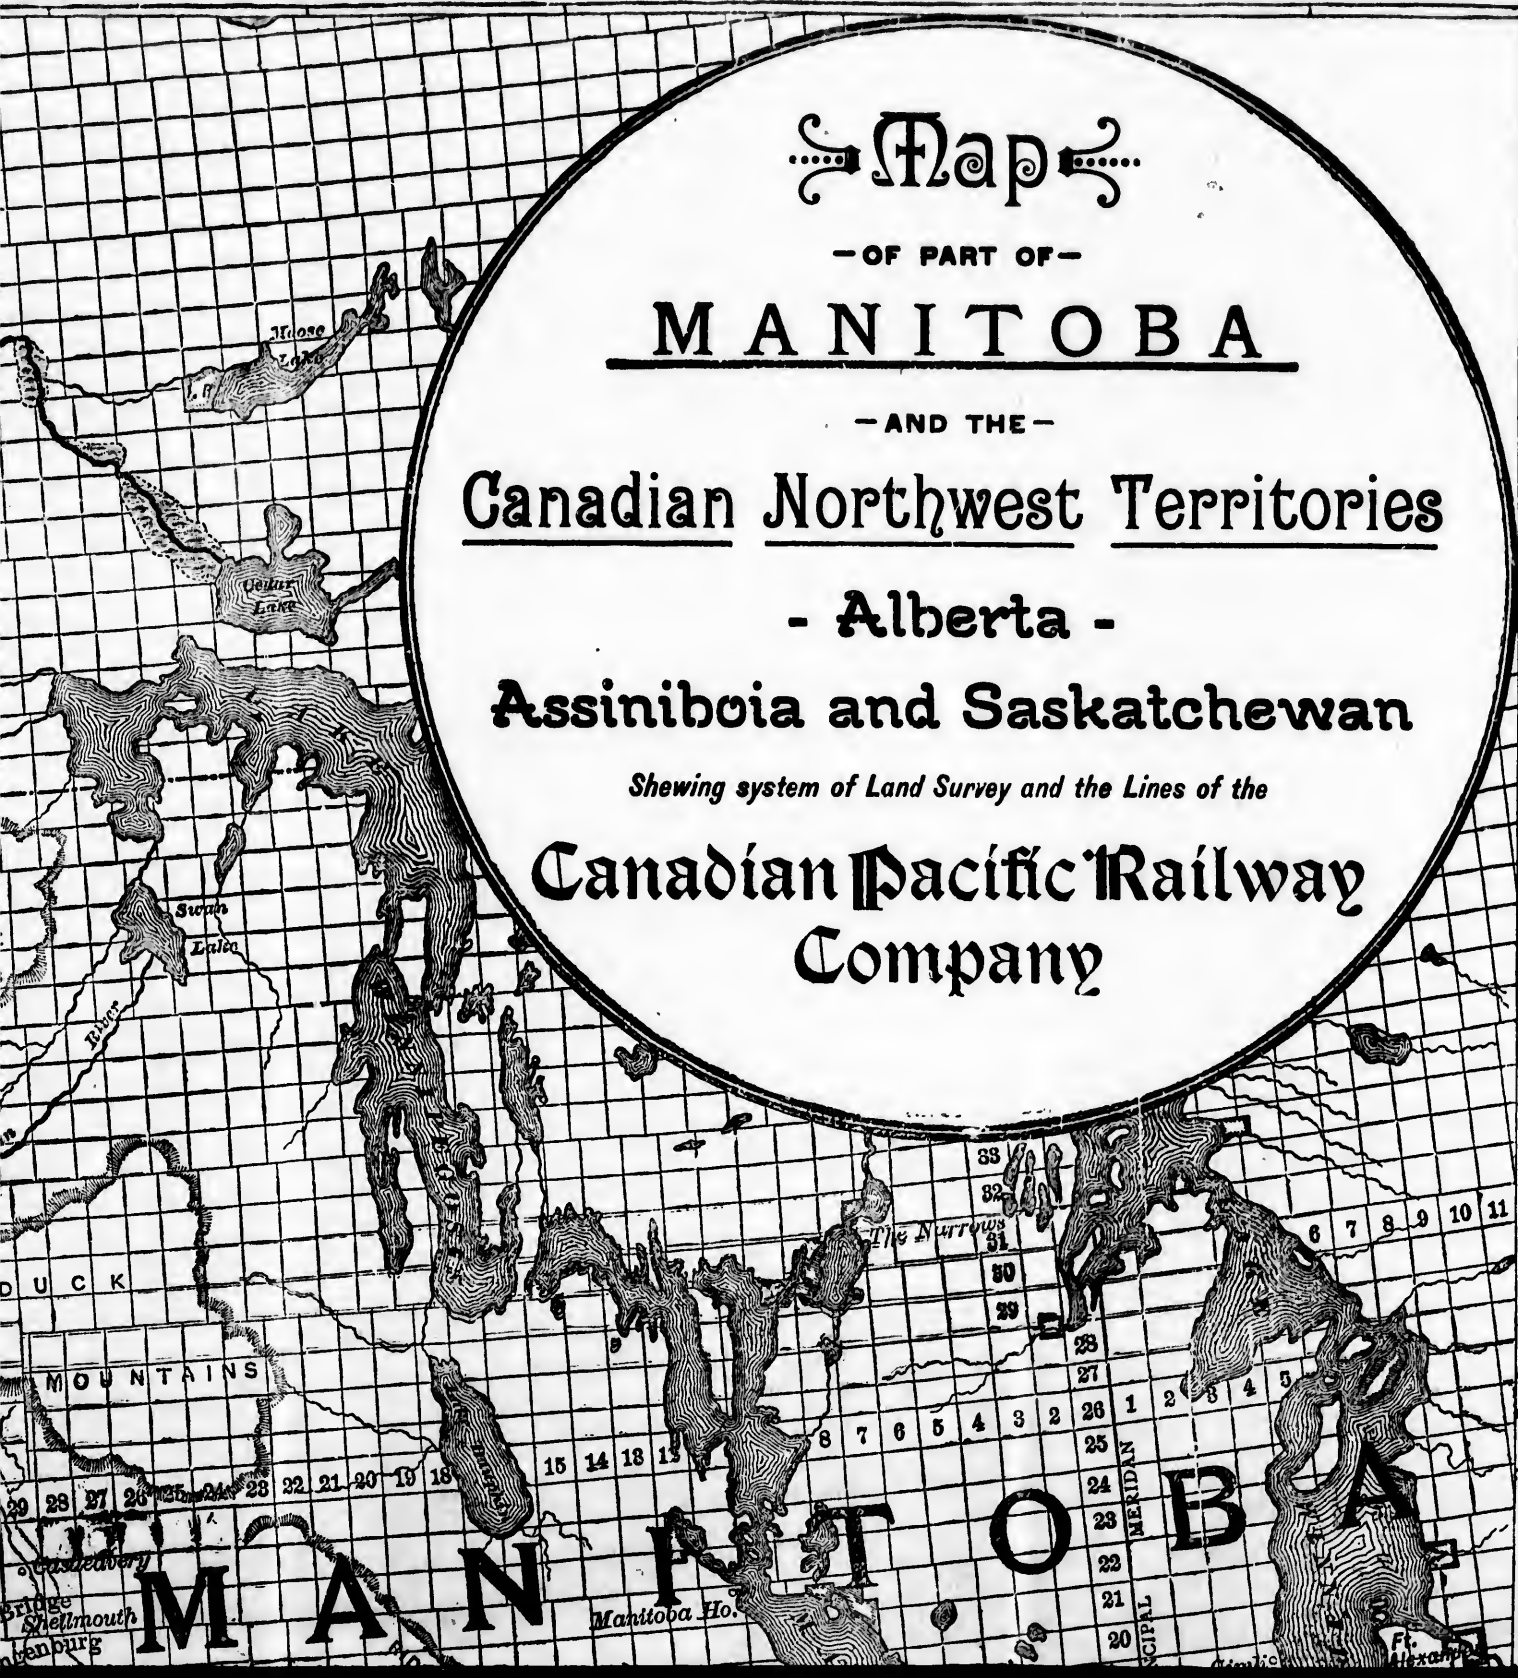 Map
—OF PART OF—
MANITOBA
—AND THE—
Canadian Northwest Territories
- Alberta -
Assiniboia and Saskatchewan
Shewing system of Land Survey and the Lines of the
Canadian Pacific Railway
Company
Moose
Lake
I.R.
Cedar
Lake
Swan
Lake
River
33
32
The Narrows
31
30
29
28
27
6 7 8 9 10 11
DUCK
MOUNTAINS
29 28 27 26 25 24 23 22 21 20 19 18 15 14 13 12 8 7 6 5 4 3 2 26 1 2 3 4 5
25
24
23
22
21
20
MERIDAN
MANITOBA
Shellmouth
Manitoba Ho.
Ft.